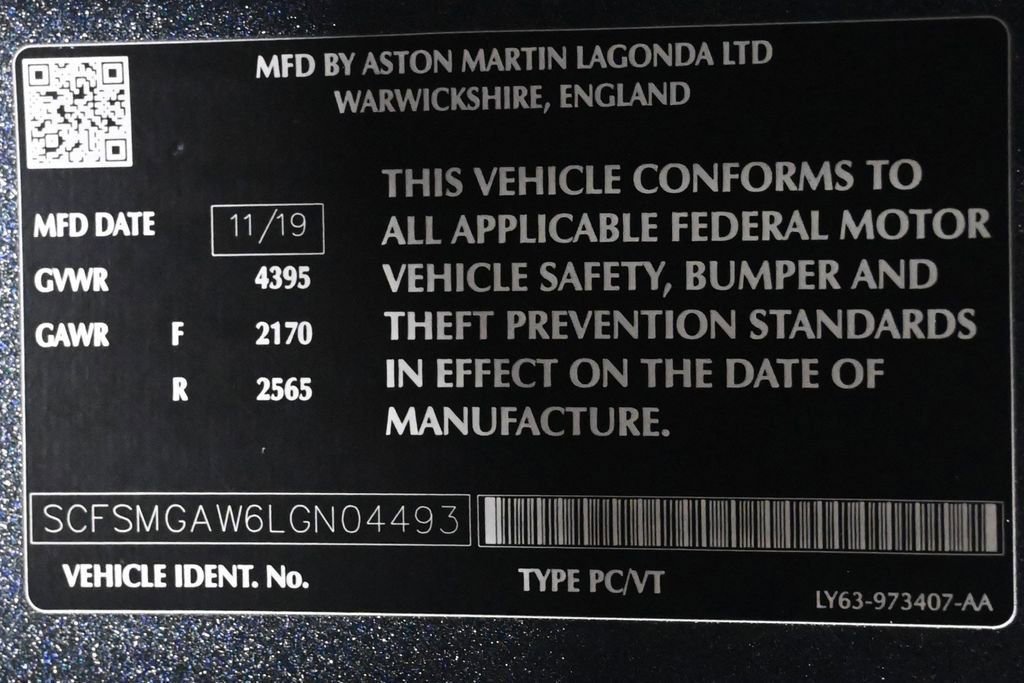 MFD BY ASTON MARTIN LAGONDA LTD
WARWICKSHIRE, ENGLAND
THIS VEHICLE CONFORMS TO
ALL APPLICABLE FEDERAL MOTOR
VEHICLE SAFETY, BUMPER AND
THEFT PREVENTION STANDARDS
IN EFFECT ON THE DATE OF
MANUFACTURE.
MFD DATE 11/19
GVWR 4395
GAWR F 2170
R 2565
SCFSMGAW6LGN04493
VEHICLE IDENT. No.
TYPE PC/VT
LY63-973407-AA